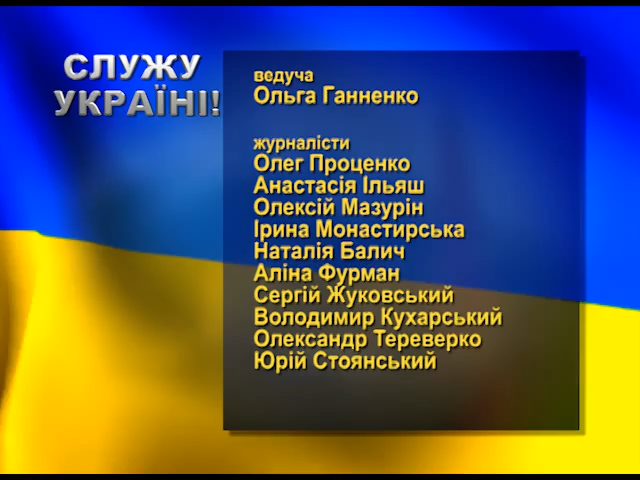 СЛУЖУ
УКРАЇНІ!
ведуча
Ольга Ганненко
журналісти
Олег Проценко
Анастасія Ільяш
Олексій Мазурін
Ірина Монастирська
Наталія Балич
Аліна Фурман
Сергій Жуковський
Володимир Кухарський
Олександр Тереверко
Юрій Стоянський